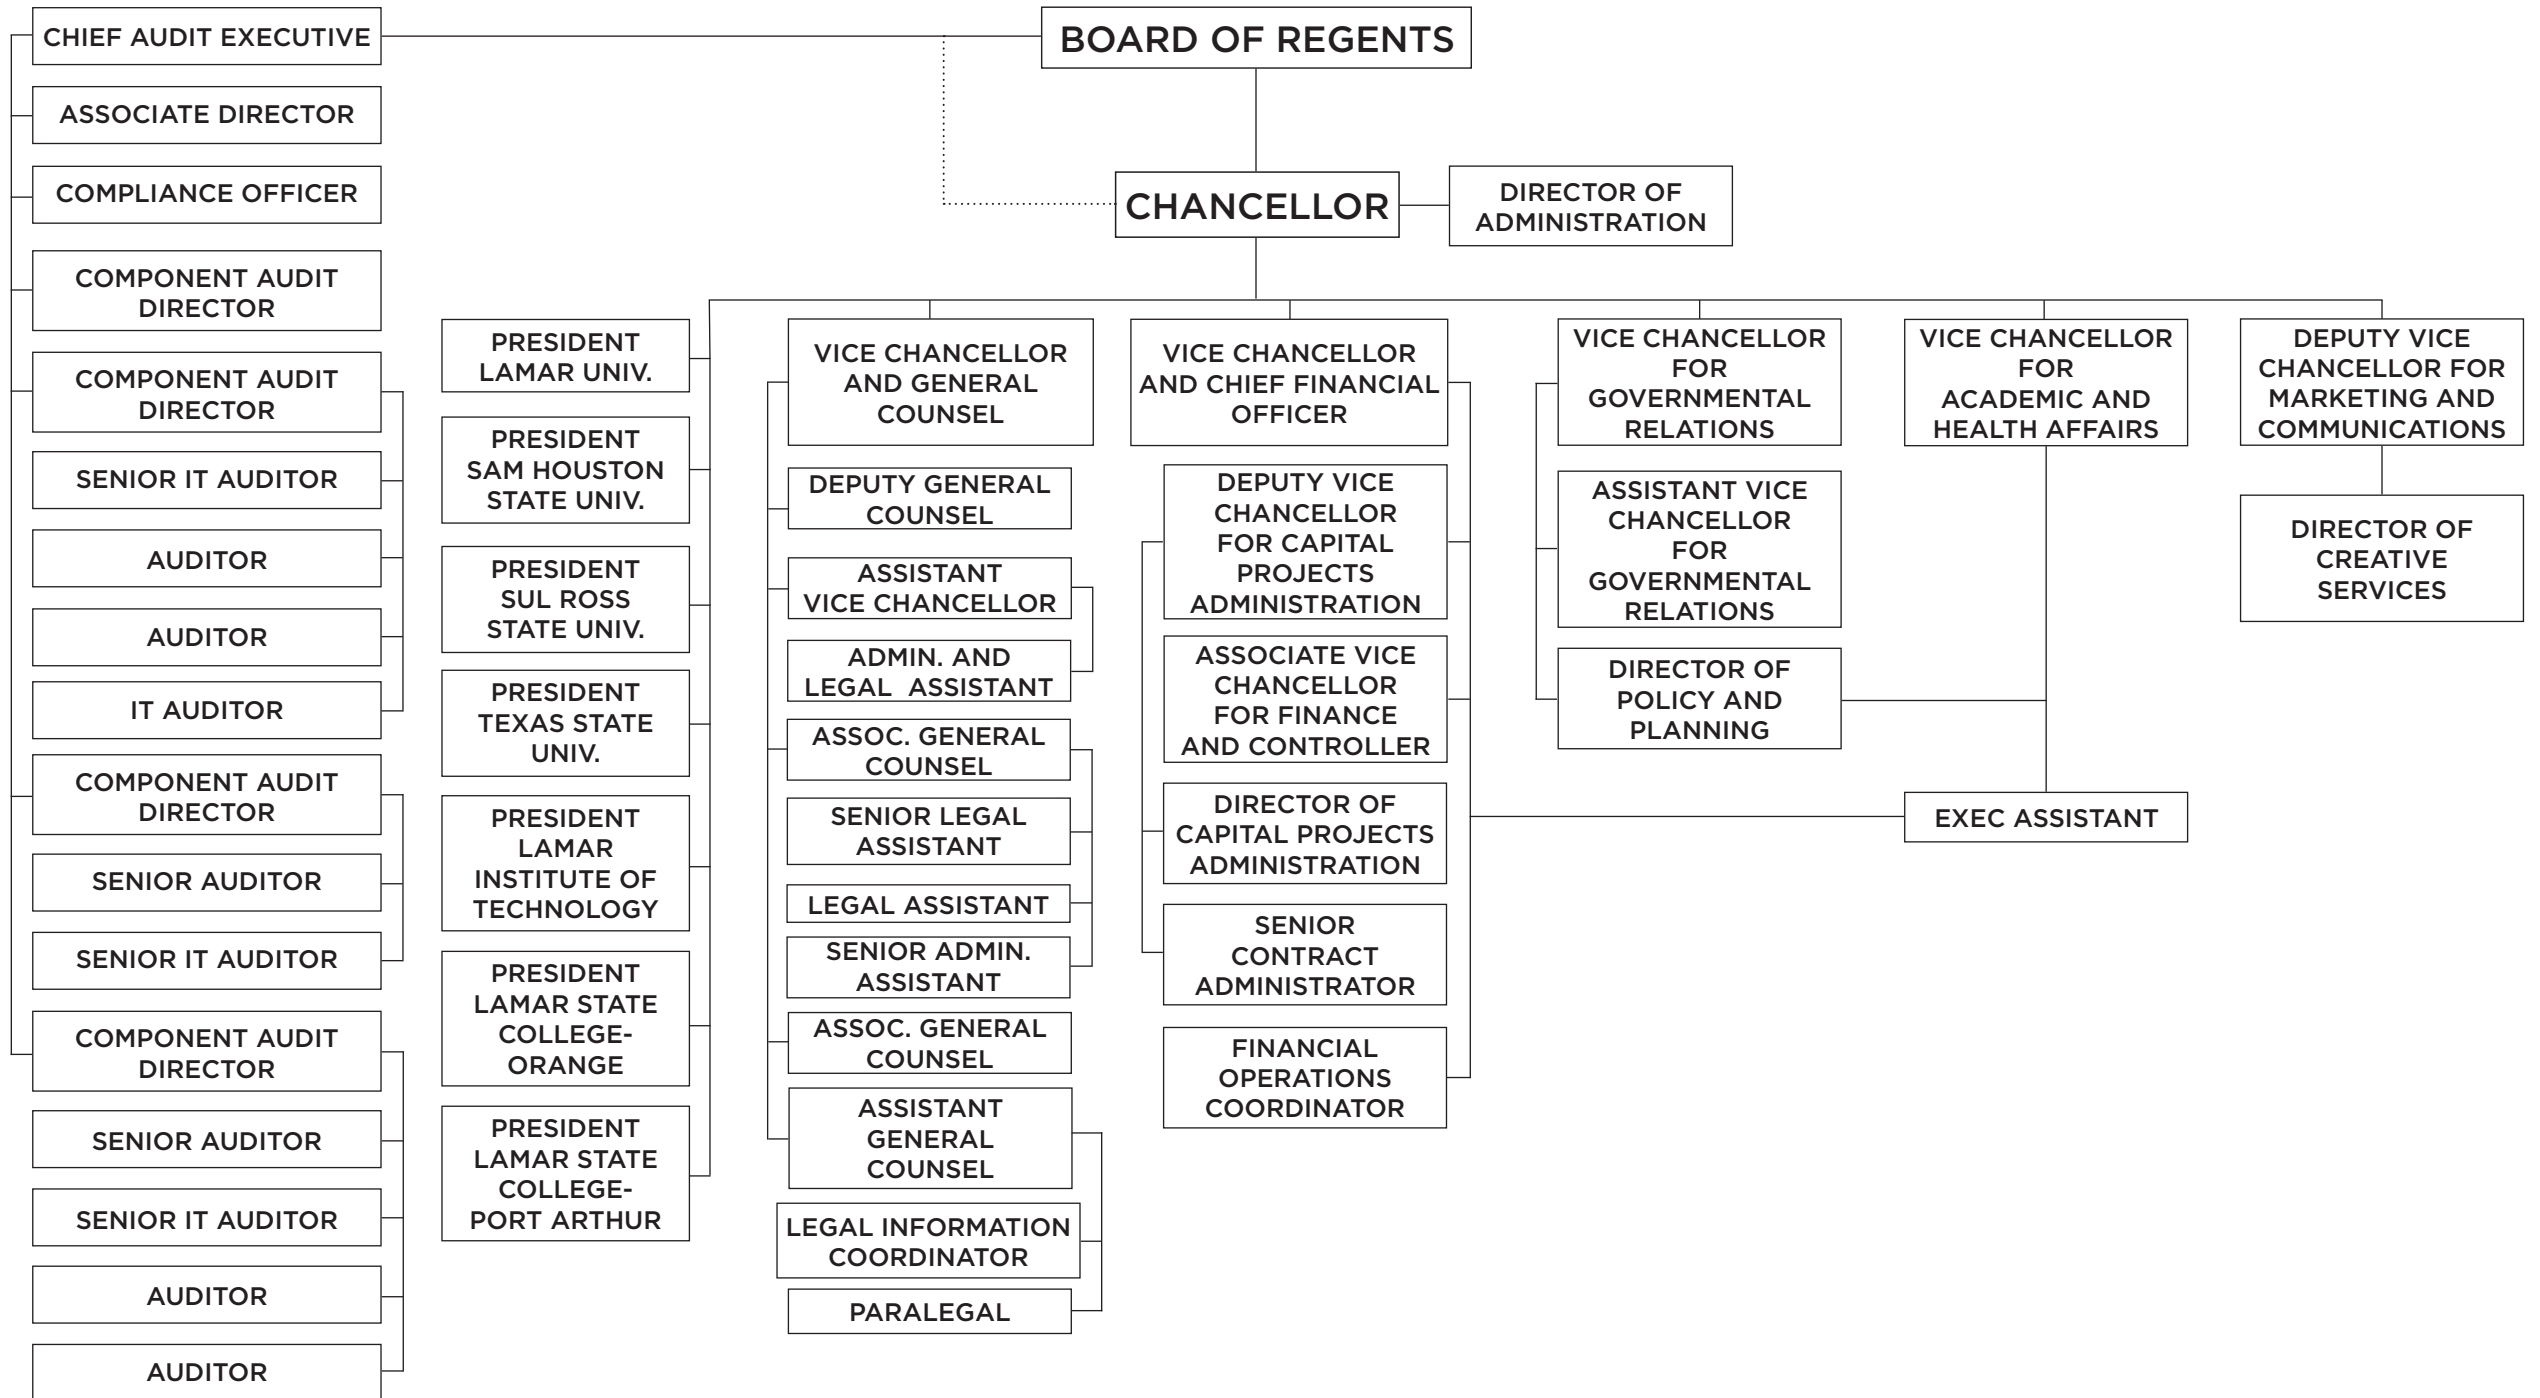 CHIEF AUDIT EXECUTIVE
BOARD OF REGENTS
CHANCELLOR
DIRECTOR OF
ADMINISTRATION
ASSOCIATE DIRECTOR
COMPLIANCE OFFICER
COMPONENT AUDIT
DIRECTOR
COMPONENT AUDIT
DIRECTOR
SENIOR IT AUDITOR
AUDITOR
AUDITOR
IT AUDITOR
COMPONENT AUDIT
DIRECTOR
SENIOR AUDITOR
SENIOR IT AUDITOR
COMPONENT AUDIT
DIRECTOR
SENIOR AUDITOR
SENIOR IT AUDITOR
AUDITOR
AUDITOR
PRESIDENT
LAMAR UNIV.
PRESIDENT
SAM HOUSTON
STATE UNIV.
PRESIDENT
SUL ROSS
STATE UNIV.
PRESIDENT
TEXAS STATE
UNIV.
PRESIDENT
LAMAR
INSTITUTE OF
TECHNOLOGY
PRESIDENT
LAMAR STATE
COLLEGE-
ORANGE
PRESIDENT
LAMAR STATE
COLLEGE-
PORT ARTHUR
VICE CHANCELLOR
AND GENERAL
COUNSEL
DEPUTY GENERAL
COUNSEL
ASSISTANT
VICE CHANCELLOR
ADMIN. AND
LEGAL ASSISTANT
ASSOC. GENERAL
COUNSEL
SENIOR LEGAL
ASSISTANT
LEGAL ASSISTANT
SENIOR ADMIN.
ASSISTANT
ASSOC. GENERAL
COUNSEL
ASSISTANT
GENERAL
COUNSEL
LEGAL INFORMATION
COORDINATOR
PARALEGAL
VICE CHANCELLOR
AND CHIEF FINANCIAL
OFFICER
DEPUTY VICE
CHANCELLOR
FOR CAPITAL
PROJECTS
ADMINISTRATION
ASSOCIATE VICE
CHANCELLOR
FOR FINANCE
AND CONTROLLER
DIRECTOR OF
CAPITAL PROJECTS
ADMINISTRATION
SENIOR
CONTRACT
ADMINISTRATOR
FINANCIAL
OPERATIONS
COORDINATOR
VICE CHANCELLOR
FOR
GOVERNMENTAL
RELATIONS
ASSISTANT VICE
CHANCELLOR
FOR
GOVERNMENTAL
RELATIONS
DIRECTOR OF
POLICY AND
PLANNING
VICE CHANCELLOR
FOR
ACADEMIC AND
HEALTH AFFAIRS
EXEC ASSISTANT
DEPUTY VICE
CHANCELLOR FOR
MARKETING AND
COMMUNICATIONS
DIRECTOR OF
CREATIVE
SERVICES